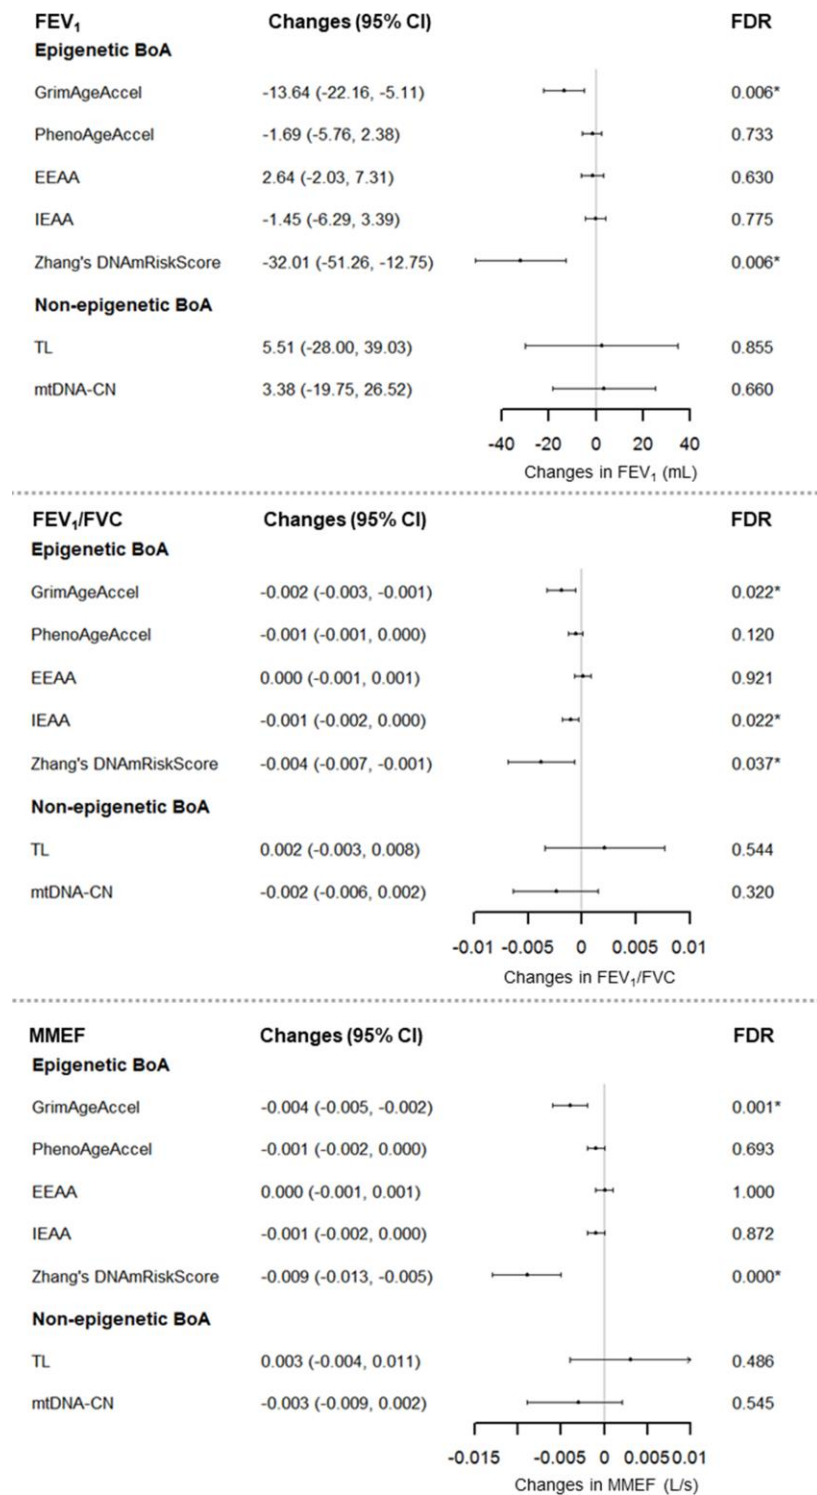 FEV₁ Changes (95% CI) FDR
Epigenetic BoA
GrimAgeAccel -13.64 (-22.16, -5.11) 0.006*
PhenoAgeAccel -1.69 (-5.76, 2.38) 0.733
EEAA 2.64 (-2.03, 7.31) 0.630
IEAA -1.45 (-6.29, 3.39) 0.775
Zhang's DNAmRiskScore -32.01 (-51.26, -12.75) 0.006*
Non-epigenetic BoA
TL 5.51 (-28.00, 39.03) 0.855
mtDNA-CN 3.38 (-19.75, 26.52) 0.660
-40 -20 0 20 40
Changes in FEV₁ (mL)
FEV₁/FVC Changes (95% CI) FDR
Epigenetic BoA
GrimAgeAccel -0.002 (-0.003, -0.001) 0.022*
PhenoAgeAccel -0.001 (-0.001, 0.000) 0.120
EEAA 0.000 (-0.001, 0.001) 0.921
IEAA -0.001 (-0.002, 0.000) 0.022*
Zhang's DNAmRiskScore -0.004 (-0.007, -0.001) 0.037*
Non-epigenetic BoA
TL 0.002 (-0.003, 0.008) 0.544
mtDNA-CN -0.002 (-0.006, 0.002) 0.320
-0.01 -0.005 0 0.005 0.01
Changes in FEV₁/FVC
MMEF Changes (95% CI) FDR
Epigenetic BoA
GrimAgeAccel -0.004 (-0.005, -0.002) 0.001*
PhenoAgeAccel -0.001 (-0.002, 0.000) 0.693
EEAA 0.000 (-0.001, 0.001) 1.000
IEAA -0.001 (-0.002, 0.000) 0.872
Zhang's DNAmRiskScore -0.009 (-0.013, -0.005) 0.000*
Non-epigenetic BoA
TL 0.003 (-0.004, 0.011) 0.486
mtDNA-CN -0.003 (-0.009, 0.002) 0.545
-0.015 -0.005 0 0.005 0.01
Changes in MMEF (L/s)